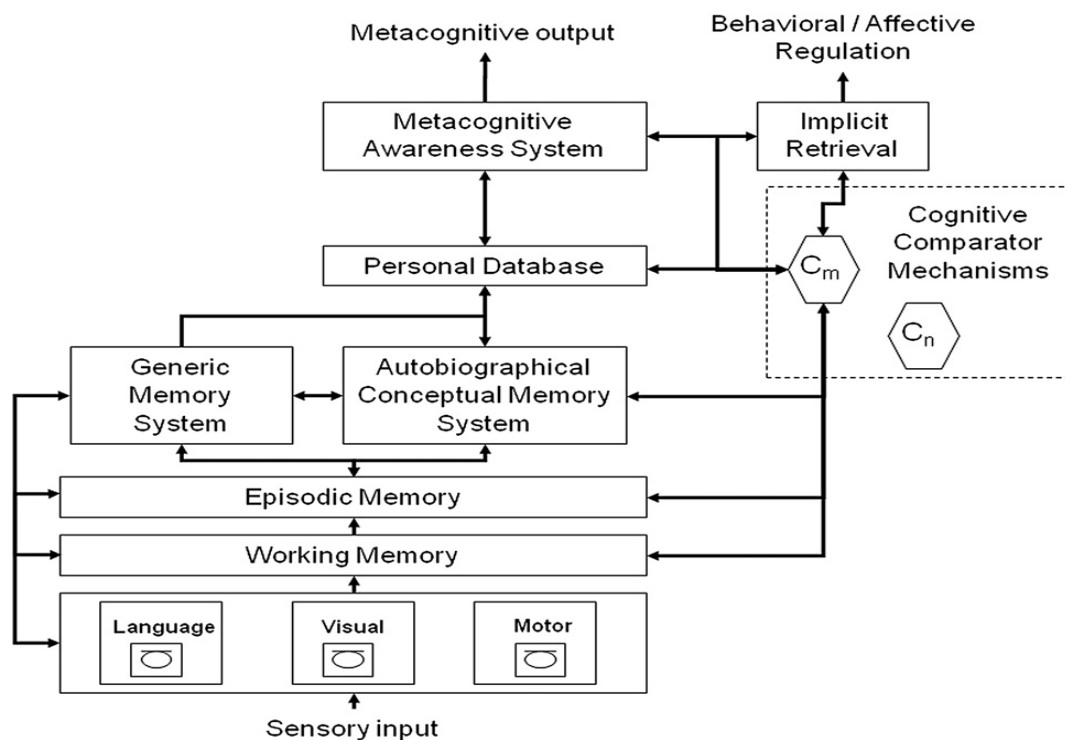 Metacognitive output
Behavioral / Affective
Regulation
Metacognitive
Awareness System
Implicit
Retrieval
Cognitive
Comparator
Mechanisms
Personal Database
Cm
Cn
Generic
Memory
System
Autobiographical
Conceptual Memory
System
Episodic Memory
Working Memory
Language
Visual
Motor
Sensory input